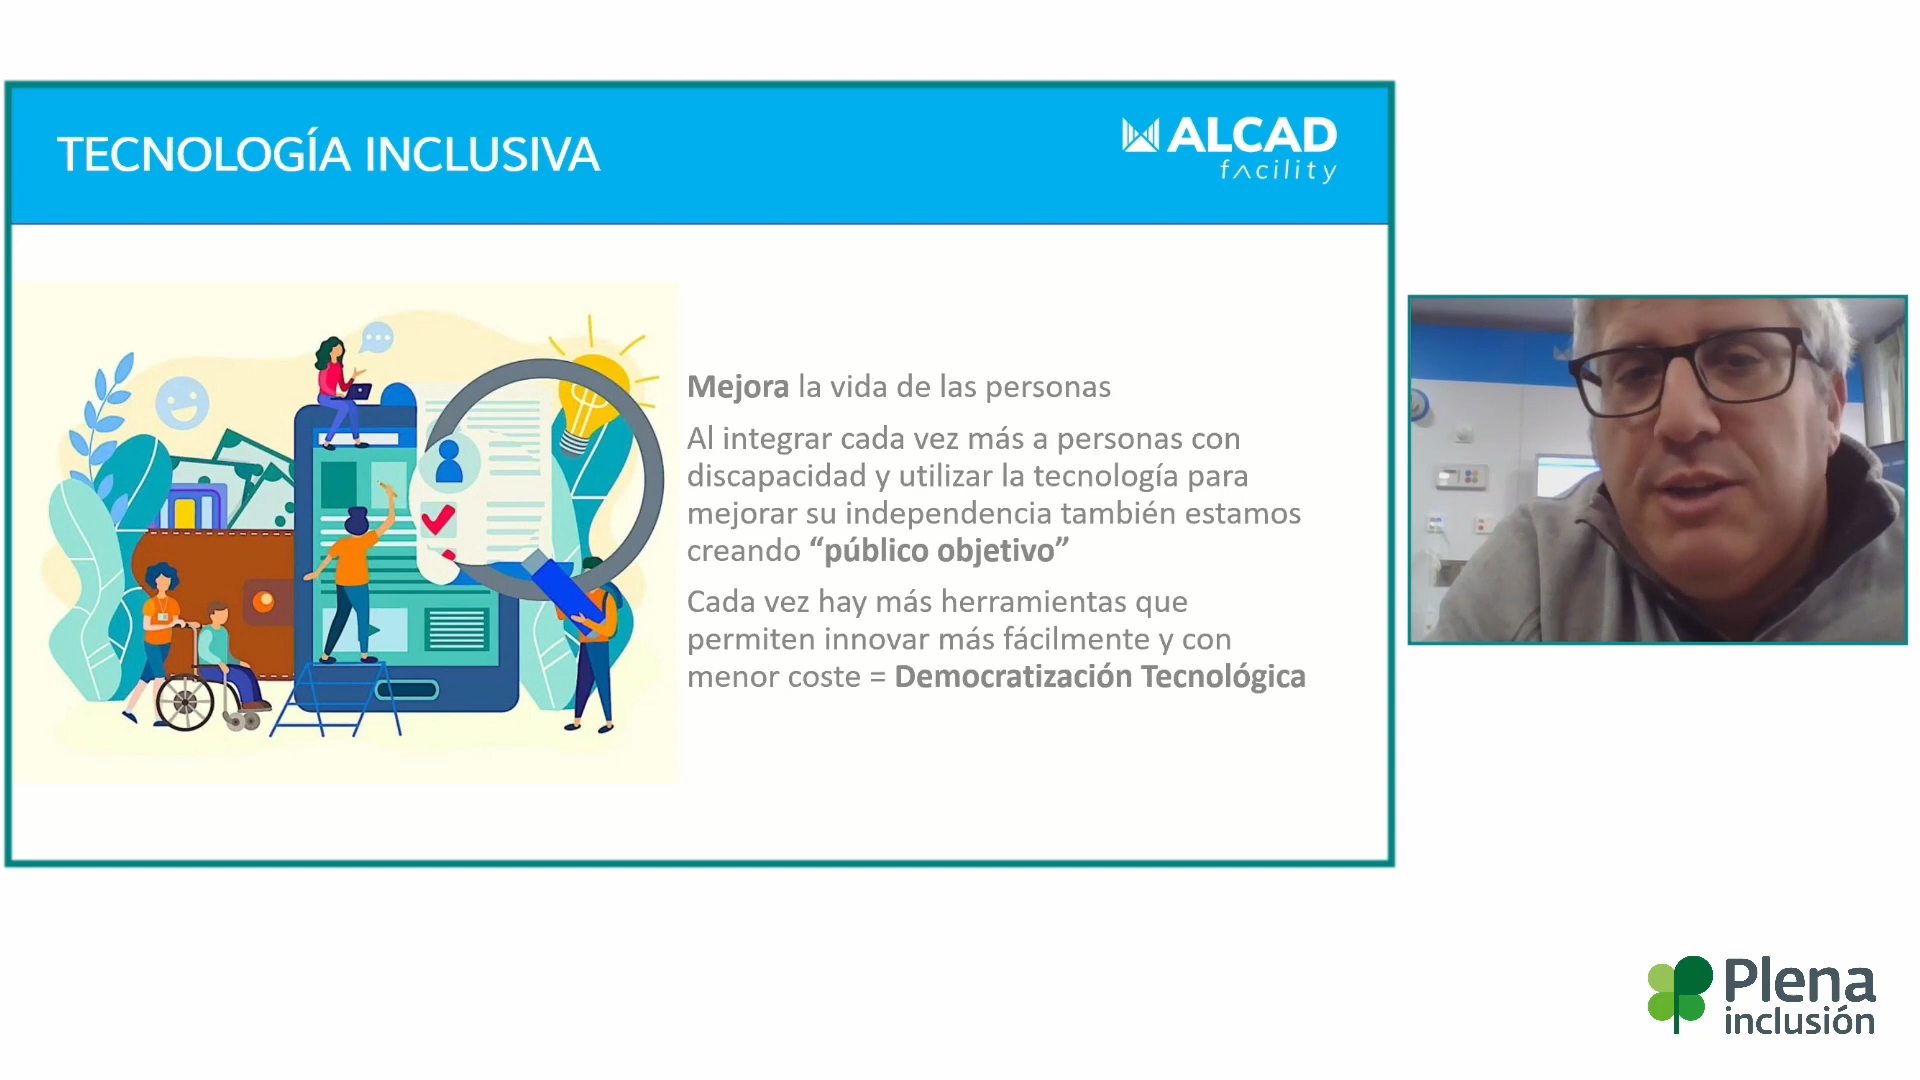 TECNOLOGÍA INCLUSIVA
ALCAD
fΛcility
Mejora la vida de las personas
Al integrar cada vez más a personas con
discapacidad y utilizar la tecnología para
mejorar su independencia también estamos
creando “público objetivo”
Cada vez hay más herramientas que
permiten innovar más fácilmente y con
menor coste = Democratización Tecnológica
Plena
inclusión